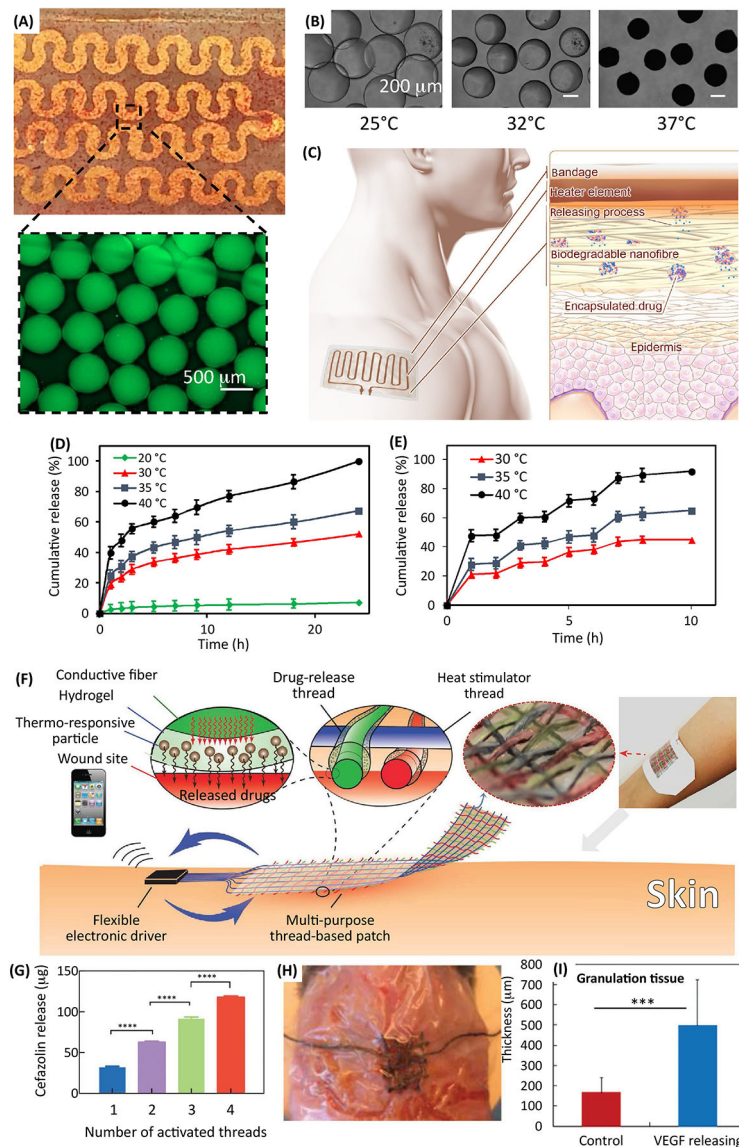 (A)
500 µm
(B)
200 µm
25°C
32°C
37°C
(C)
Bandage
Heater element
Releasing process
Biodegradable nanofibre
Encapsulated drug
Epidermis
(D)
Cumulative release (%)
100
80
60
40
20
0
20 °C
30 °C
35 °C
40 °C
0
10
20
Time (h)
(E)
Cumulative release (%)
100
80
60
40
20
0
30 °C
35 °C
40 °C
0
5
10
Time (h)
(F)
Conductive fiber
Hydrogel
Thermo-responsive
particle
Wound site
Released drugs
Drug-release
thread
Heat stimulator
thread
Flexible
electronic driver
Multi-purpose
thread-based patch
Skin
(G)
Cefazolin release (µg)
150
100
50
0
****
****
****
1
2
3
4
Number of activated threads
(H)
(I)
Granulation tissue
Thickness (µm)
800
700
600
500
400
300
200
100
0
***
Control
VEGF releasing